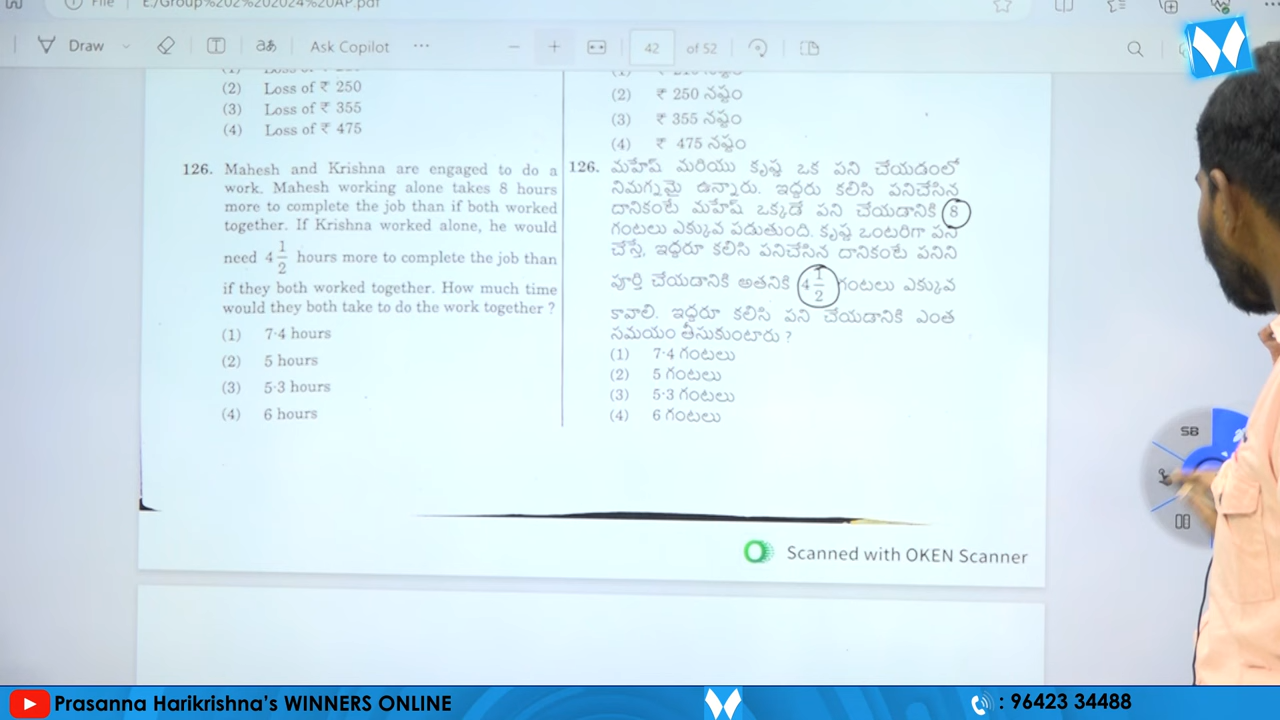 File
E:/Group%202%202024%20AP.pdf
Draw
aあ
Ask Copilot
42
of 52
(2) Loss of ₹ 250
(3) Loss of ₹ 355
(4) Loss of ₹ 475
126. Mahesh and Krishna are engaged to do a
work. Mahesh working alone takes 8 hours
more to complete the job than if both worked
together. If Krishna worked alone, he would
need 4 1/2 hours more to complete the job than
if they both worked together. How much time
would they both take to do the work together ?
(1) 7·4 hours
(2) 5 hours
(3) 5·3 hours
(4) 6 hours
(2) ₹ 250 నష్టం
(3) ₹ 355 నష్టం
(4) ₹ 475 నష్టం
126. మహేష్ మరియు కృష్ణ ఒక పని చేయడంలో
నిమగ్నమై ఉన్నారు. ఇద్దరు కలిసి పనిచేసిన
దానికంటే మహేష్ ఒక్కడే పని చేయడానికి 8
గంటలు ఎక్కువ పడుతుంది. కృష్ణ ఒంటరిగా పని
చేస్తే, ఇద్దరూ కలిసి పనిచేసిన దానికంటే పనిని
పూర్తి చేయడానికి అతనికి 4 1/2 గంటలు ఎక్కువ
కావాలి. ఇద్దరూ కలిసి పని చేయడానికి ఎంత
సమయం తీసుకుంటారు ?
(1) 7·4 గంటలు
(2) 5 గంటలు
(3) 5·3 గంటలు
(4) 6 గంటలు
SB
Scanned with OKEN Scanner
Prasanna Harikrishna's WINNERS ONLINE
: 96423 34488